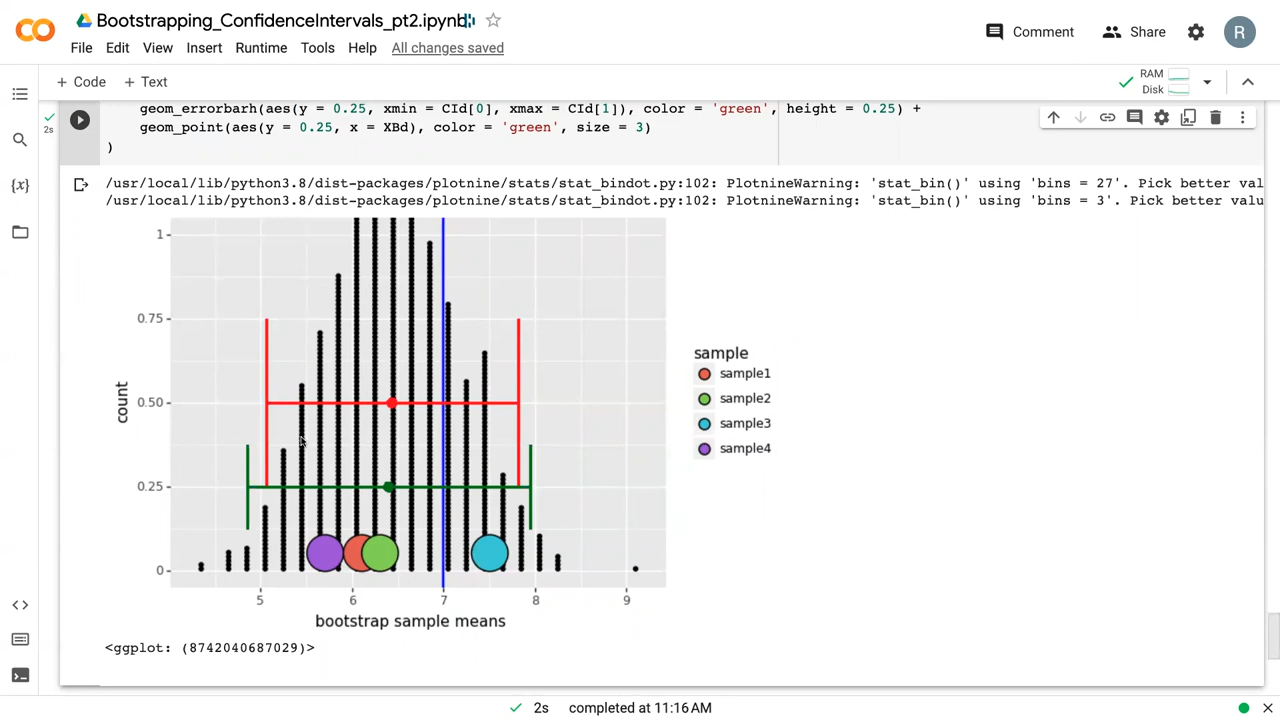 Bootstrapping_ConfidenceIntervals_pt2.ipynb
File Edit View Insert Runtime Tools Help All changes saved
Comment Share R
+ Code + Text RAM Disk
geom_errorbarh(aes(y = 0.25, xmin = CId[0], xmax = CId[1]), color = 'green', height = 0.25) +
2s
geom_point(aes(y = 0.25, x = XBd), color = 'green', size = 3)
)
{x}
/usr/local/lib/python3.8/dist-packages/plotnine/stats/stat_bindot.py:102: PlotnineWarning: 'stat_bin()' using 'bins = 27'. Pick better val
/usr/local/lib/python3.8/dist-packages/plotnine/stats/stat_bindot.py:102: PlotnineWarning: 'stat_bin()' using 'bins = 3'. Pick better valu
1
0.75
0.50
0.25
0
count
5 6 7 8 9
bootstrap sample means
sample
sample1
sample2
sample3
sample4
<ggplot: (8742040687029)>
2s completed at 11:16 AM